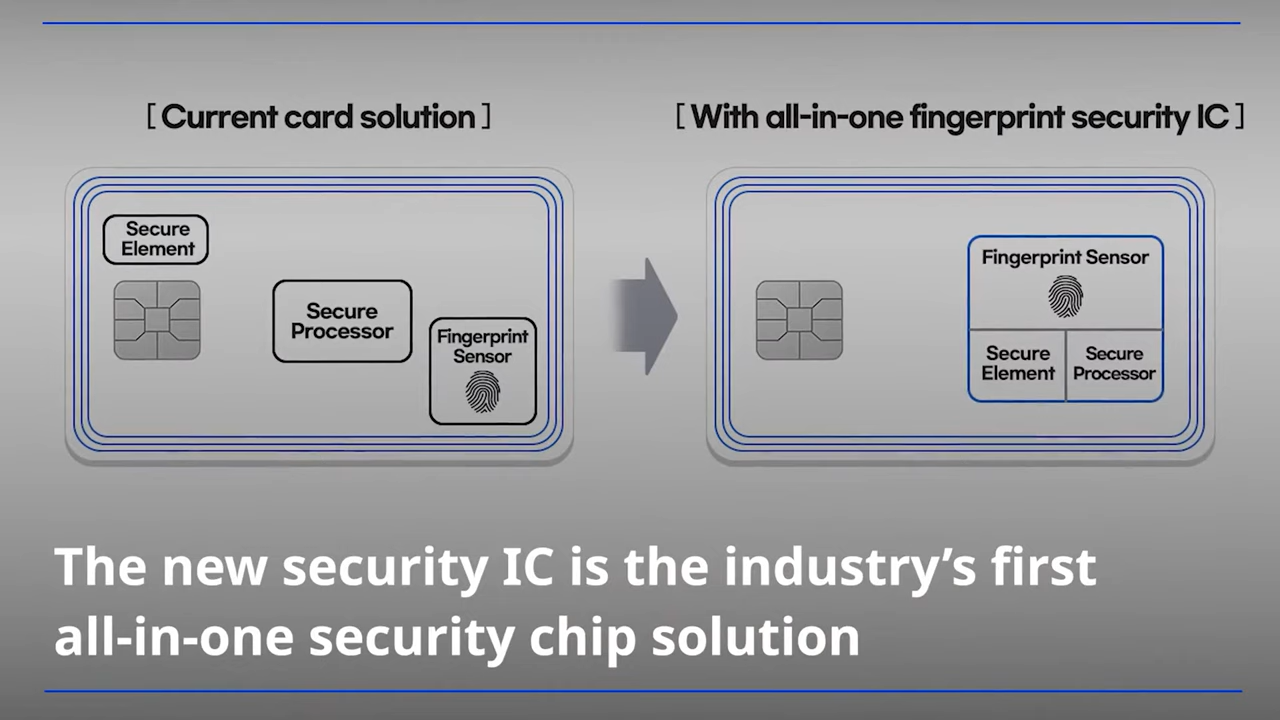 [ Current card solution ]
[ With all-in-one fingerprint security IC ]
Secure
Element
Secure
Processor
Fingerprint
Sensor
Fingerprint Sensor
Secure
Element
Secure
Processor
The new security IC is the industry’s first
all-in-one security chip solution